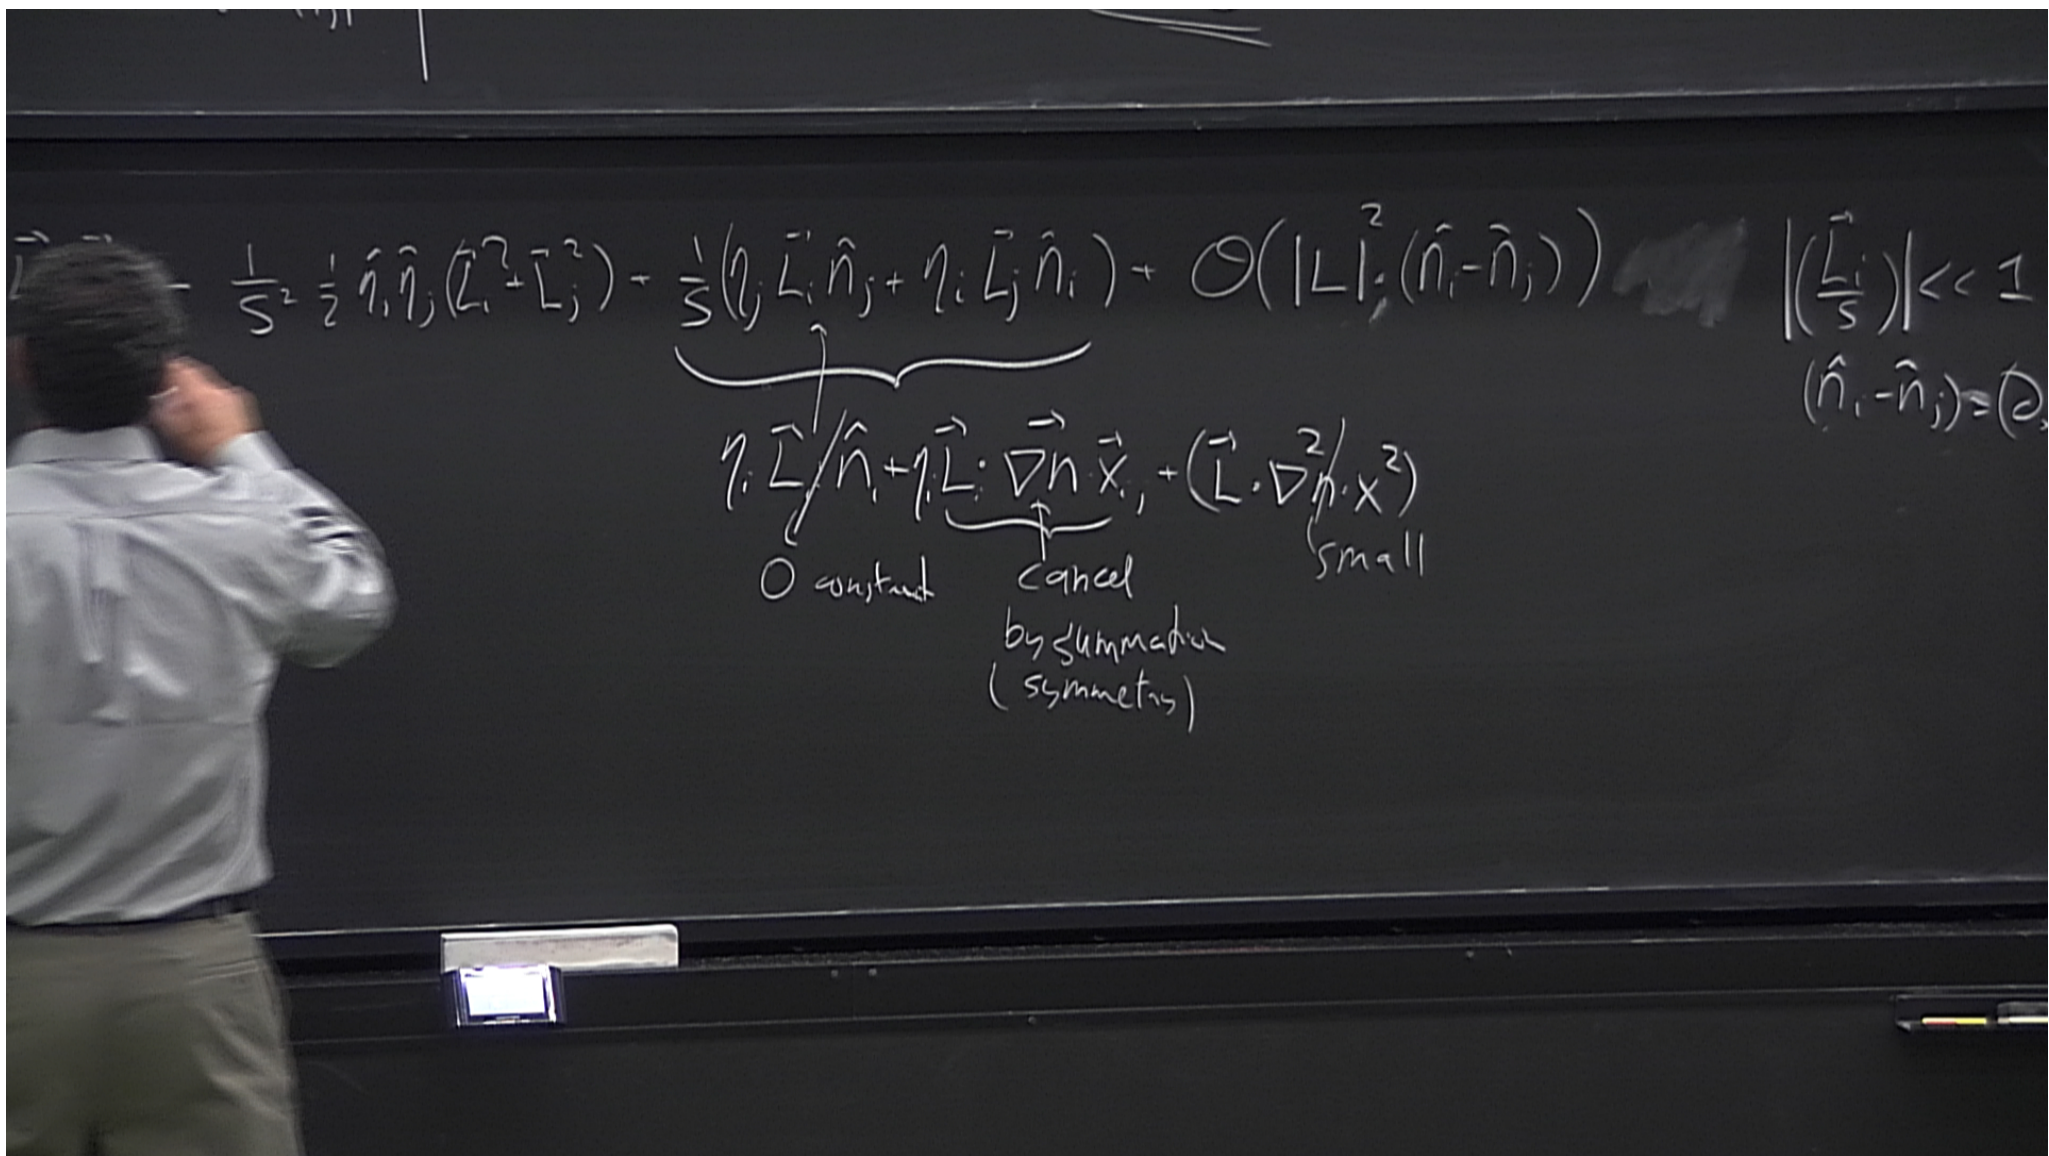 - 1/S² 1/2 η̂ᵢ η̂ⱼ (L⃗ᵢ² + L⃗ⱼ²) + 1/S (ηⱼ L⃗ᵢ n̂ⱼ + ηᵢ L⃗ⱼ n̂ᵢ) + O(|L|², (n̂ᵢ - n̂ⱼ)) |(L⃗ᵢ/S)| << 1
(n̂ᵢ - n̂ⱼ) =
ηᵢ L⃗ᵢ n̂ᵢ + ηᵢ L⃗ᵢ ∇⃗n · x⃗ᵢⱼ + (L⃗ · ∇²n · x²)
0 constant cancel small
by summation
(symmetry)